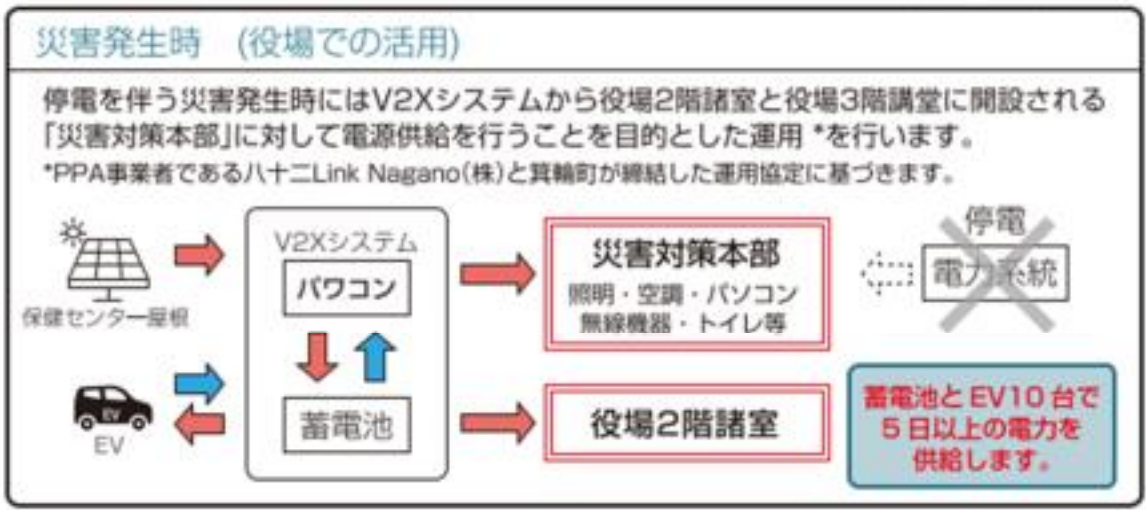 災害発生時 (役場での活用)
停電を伴う災害発生時にはV2Xシステムから役場2階諸室と役場3階講堂に開設される
「災害対策本部」に対して電源供給を行うことを目的とした運用 *を行います。
*PPA事業者である八十二Link Nagano(株)と箕輪町が締結した運用協定に基づきます。
保健センター屋根
EV
EV
V2Xシステム
パワコン
蓄電池
災害対策本部
照明・空調・パソコン
無線機器・トイレ等
役場2階諸室
停電
電力系統
蓄電池とEV10台で
5日以上の電力を
供給します。